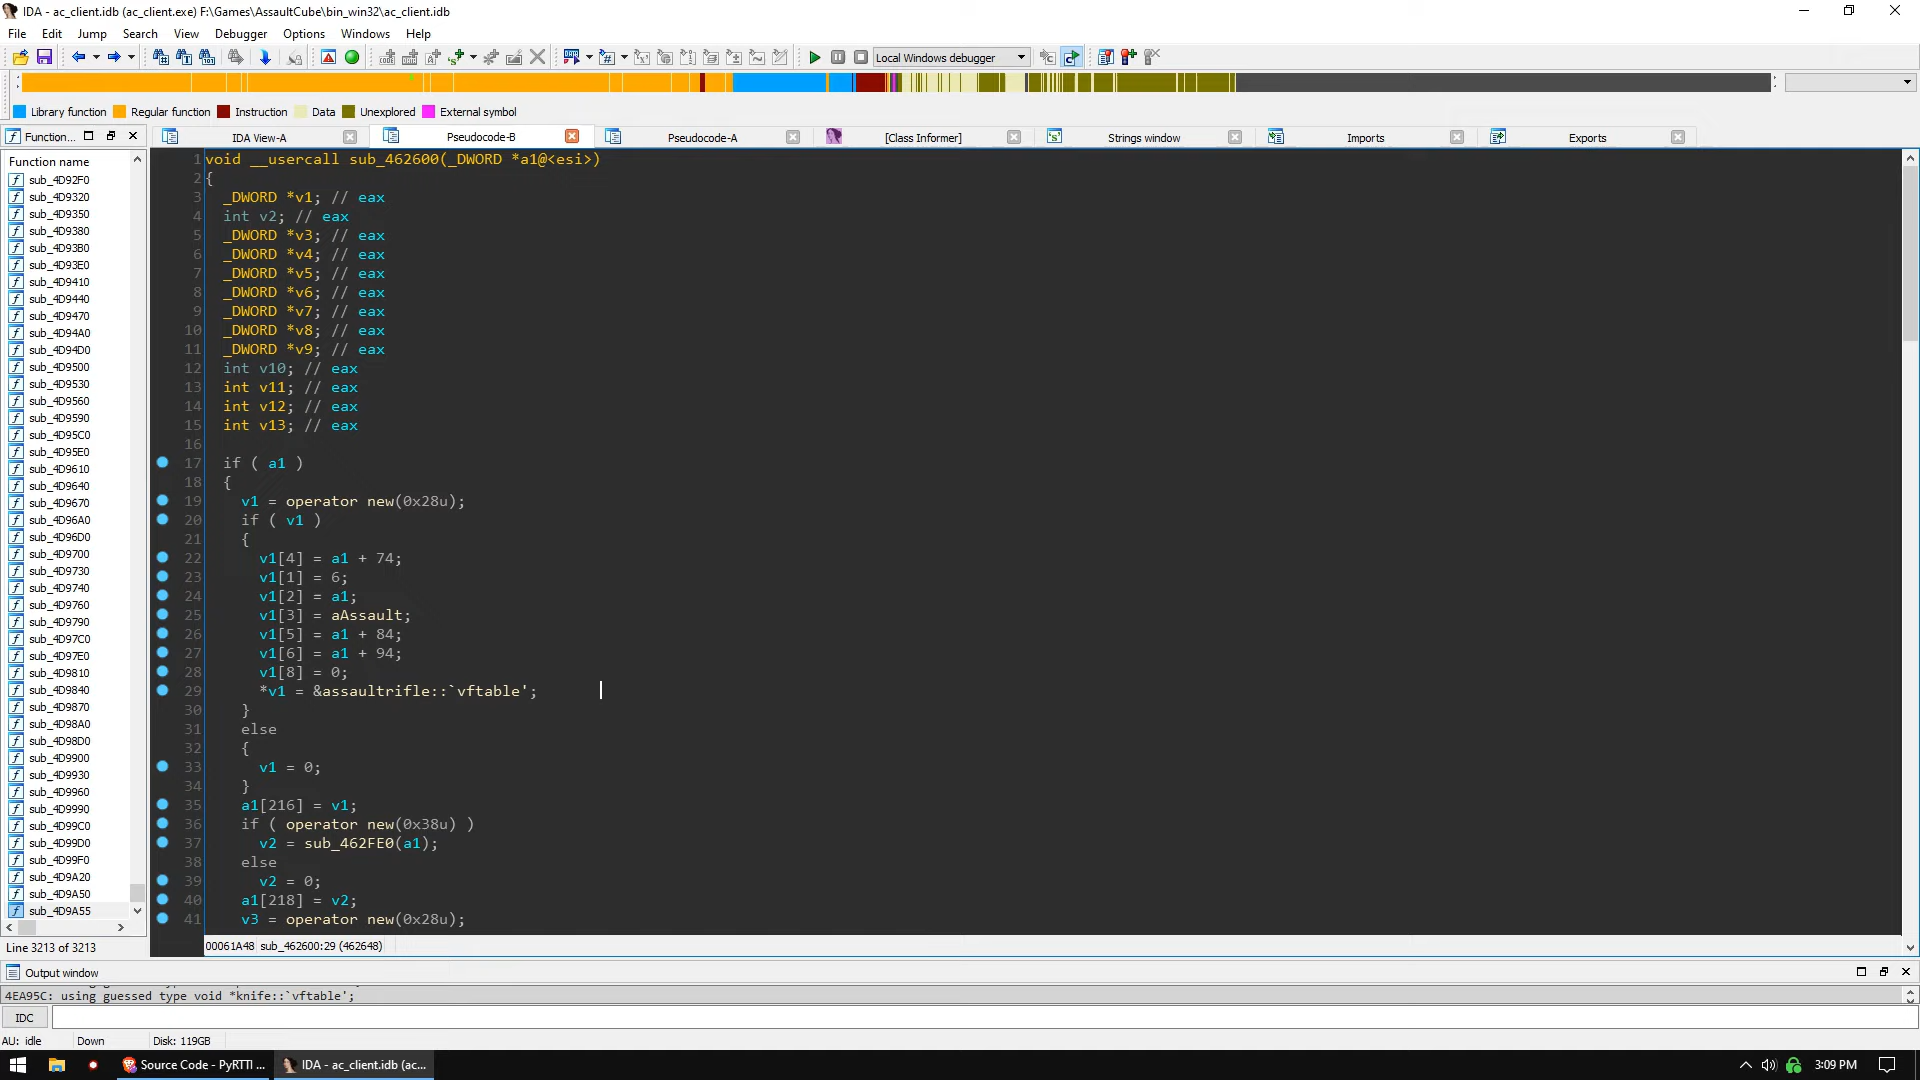 IDA - ac_client.idb (ac_client.exe) F:\Games\AssaultCube\bin_win32\ac_client.idb
File Edit Jump Search View Debugger Options Windows Help
Local Windows debugger
Library function Regular function Instruction Data Unexplored External symbol
Function... IDA View-A Pseudocode-B Pseudocode-A [Class Informer] Strings window Imports Exports
Function name
sub_4D92F0
sub_4D9320
sub_4D9350
sub_4D9380
sub_4D93B0
sub_4D93E0
sub_4D9410
sub_4D9440
sub_4D9470
sub_4D94A0
sub_4D94D0
sub_4D9500
sub_4D9530
sub_4D9560
sub_4D9590
sub_4D95C0
sub_4D95E0
sub_4D9610
sub_4D9640
sub_4D9670
sub_4D96A0
sub_4D96D0
sub_4D9700
sub_4D9730
sub_4D9740
sub_4D9760
sub_4D9790
sub_4D97C0
sub_4D97E0
sub_4D9810
sub_4D9840
sub_4D9870
sub_4D98A0
sub_4D98D0
sub_4D9900
sub_4D9930
sub_4D9960
sub_4D9990
sub_4D99C0
sub_4D99D0
sub_4D99F0
sub_4D9A20
sub_4D9A50
sub_4D9A55
Line 3213 of 3213
1 void __usercall sub_462600(_DWORD *a1@<esi>)
2 {
3 _DWORD *v1; // eax
4 int v2; // eax
5 _DWORD *v3; // eax
6 _DWORD *v4; // eax
7 _DWORD *v5; // eax
8 _DWORD *v6; // eax
9 _DWORD *v7; // eax
10 _DWORD *v8; // eax
11 _DWORD *v9; // eax
12 int v10; // eax
13 int v11; // eax
14 int v12; // eax
15 int v13; // eax
16
17 if ( a1 )
18 {
19 v1 = operator new(0x28u);
20 if ( v1 )
21 {
22 v1[4] = a1 + 74;
23 v1[1] = 6;
24 v1[2] = a1;
25 v1[3] = aAssault;
26 v1[5] = a1 + 84;
27 v1[6] = a1 + 94;
28 v1[8] = 0;
29 *v1 = &assaultrifle::`vftable';
30 }
31 else
32 {
33 v1 = 0;
34 }
35 a1[216] = v1;
36 if ( operator new(0x38u) )
37 v2 = sub_462FE0(a1);
38 else
39 v2 = 0;
40 a1[218] = v2;
41 v3 = operator new(0x28u);
00061A48 sub_462600:29 (462648)
Output window
4EA95C: using guessed type void *knife::`vftable';
IDC
AU: idle Down Disk: 119GB
Source Code - PyRTTI ... IDA - ac_client.idb (ac... 3:09 PM